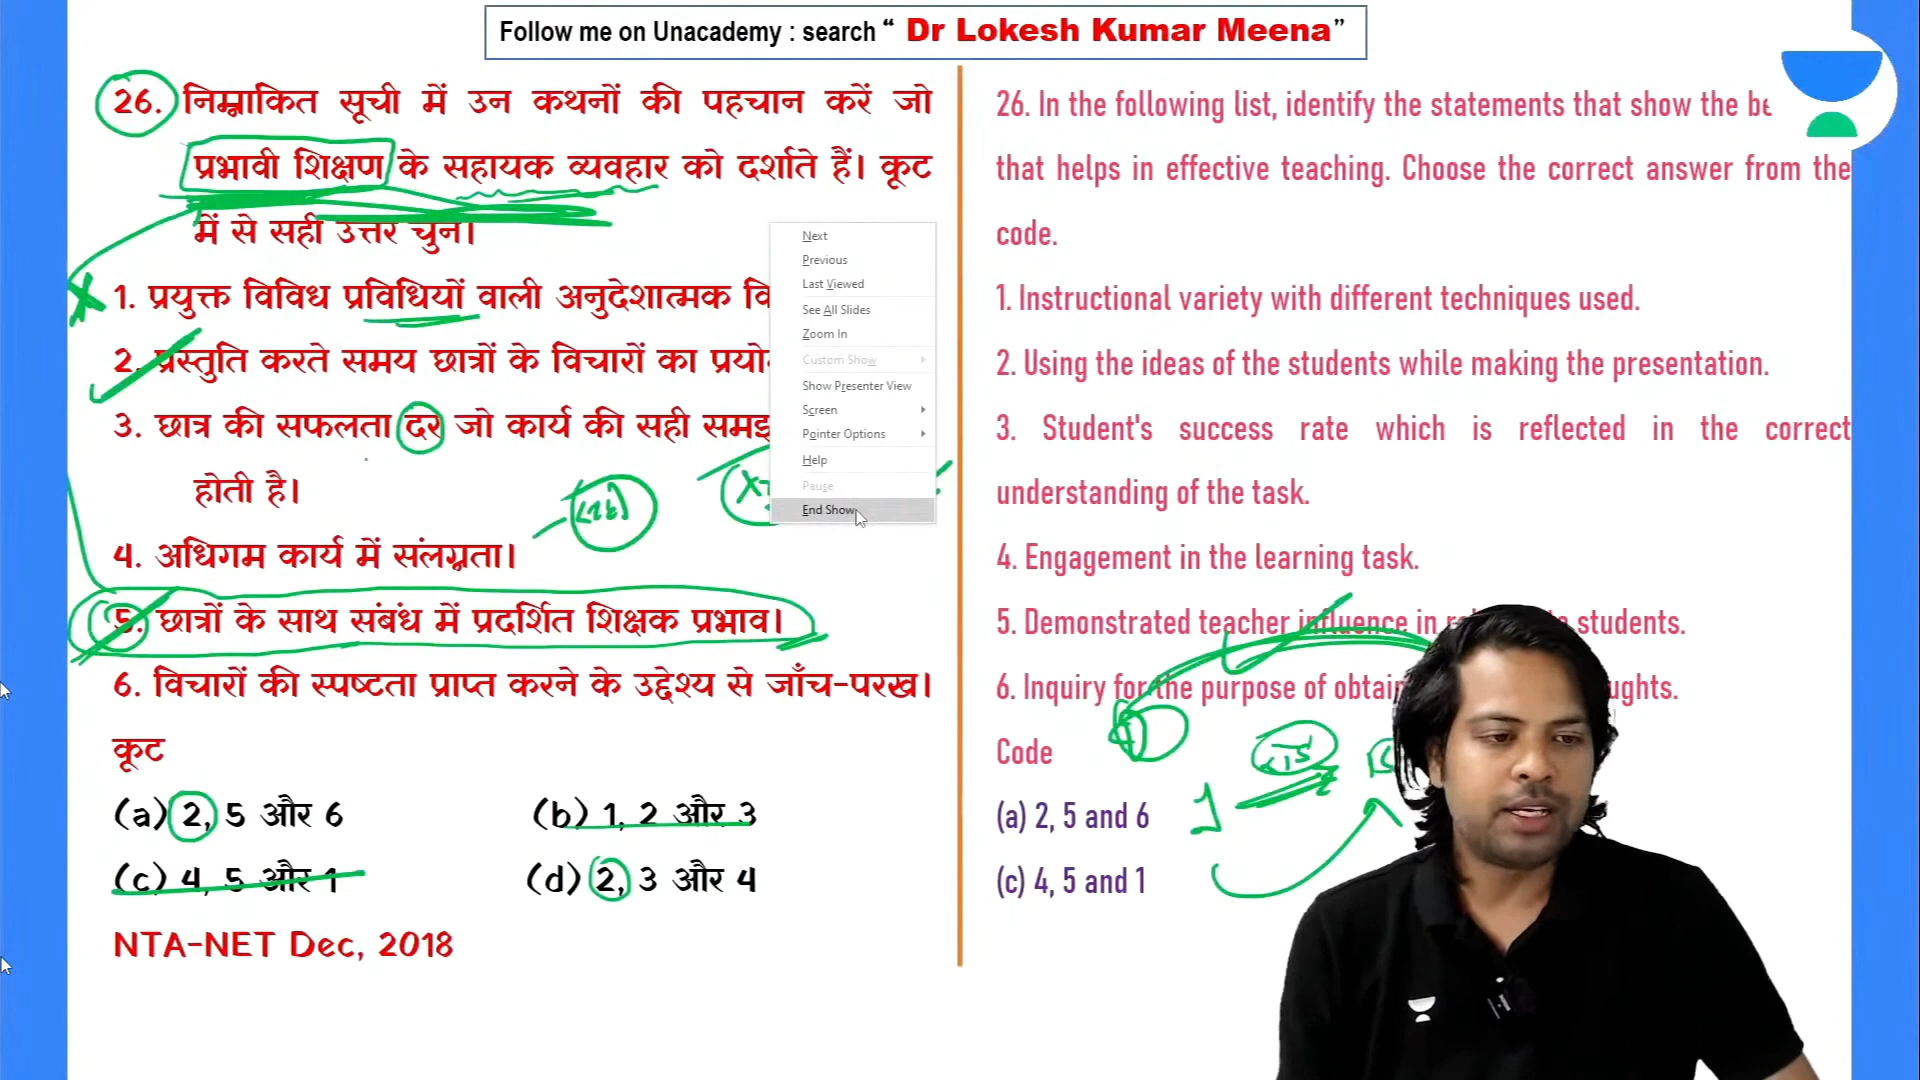 Follow me on Unacademy : search “ Dr Lokesh Kumar Meena”
26. निम्नांकित सूची में उन कथनों की पहचान करें जो
प्रभावी शिक्षण के सहायक व्यवहार को दर्शाते हैं। कूट
में से सही उत्तर चुनें।
1. प्रयुक्त विविध प्रविधियों वाली अनुदेशात्मक
2. प्रस्तुति करते समय छात्रों के विचारों का
3. छात्र की सफलता दर जो कार्य की सही
होती है।
4. अधिगम कार्य में संलग्नता।
5. छात्रों के साथ संबंध में प्रदर्शित शिक्षक प्रभाव।
6. विचारों की स्पष्टता प्राप्त करने के उद्देश्य से जाँच-परख।
कूट
(a) 2, 5 और 6
(b) 1, 2 और 3
(c) 4, 5 और 1
(d) 2, 3 और 4
NTA-NET Dec, 2018
Next
Previous
Last Viewed
See All Slides
Zoom In
Custom Show
Show Presenter View
Screen
Pointer Options
Help
Pause
End Show
26. In the following list, identify the statements that show the
that helps in effective teaching. Choose the correct answer from the
code.
1. Instructional variety with different techniques used.
2. Using the ideas of the students while making the presentation.
3. Student's success rate which is reflected in the correct
understanding of the task.
4. Engagement in the learning task.
5. Demonstrated teacher influence in students.
6. Inquiry for the purpose of
Code
(a) 2, 5 and 6
(c) 4, 5 and 1